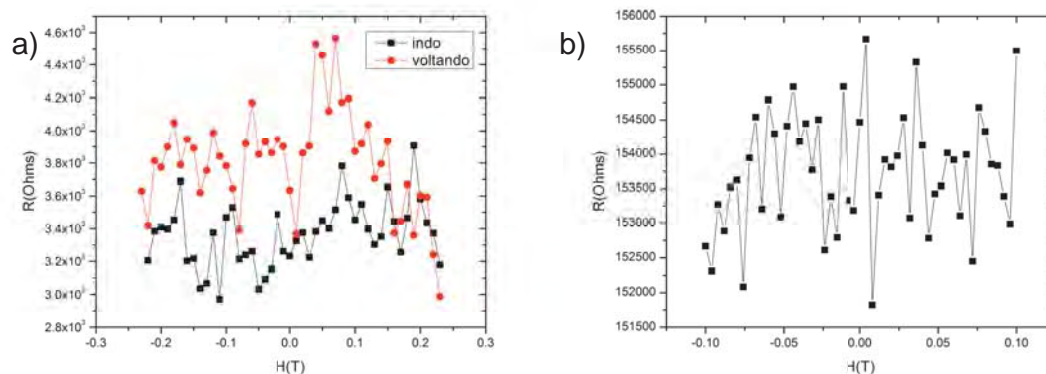 a)
R(Ohms)
4.6x10³
4.4x10³
4.2x10³
4.0x10³
3.8x10³
3.6x10³
3.4x10³
3.2x10³
3.0x10³
2.8x10³
indo
voltando
-0.3
-0.2
-0.1
0.0
0.1
0.2
0.3
H(T)
b)
R(Ohms)
156000
155500
155000
154500
154000
153500
153000
152500
152000
151500
-0.10
-0.05
0.00
0.05
0.10
H(T)